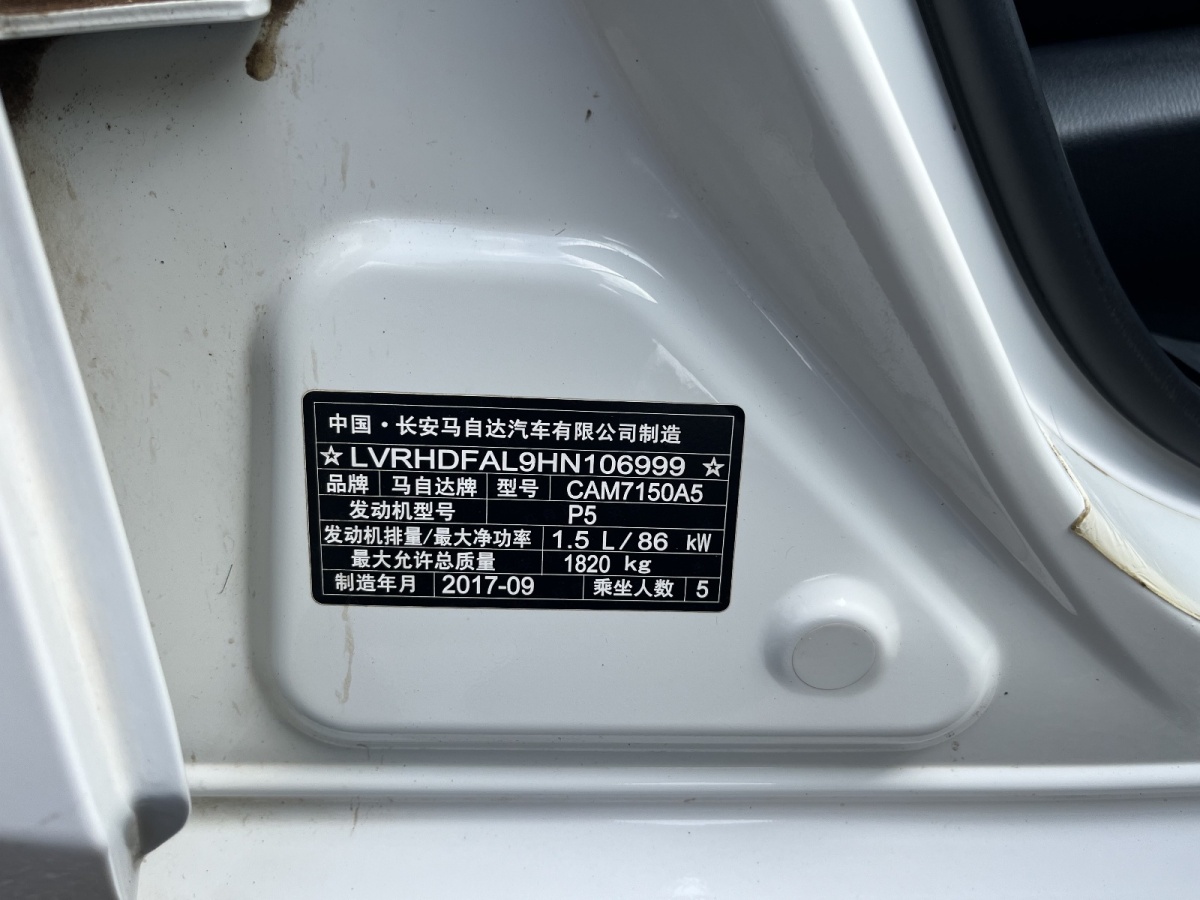 中国·长安马自达汽车有限公司制造
☆LVRHDFAL9HN106999☆
品牌 马自达牌 型号 CAM7150A5
发动机型号 P5
发动机排量/最大净功率 1.5 L/86 kW
最大允许总质量 1820 kg
制造年月 2017-09 乘坐人数 5